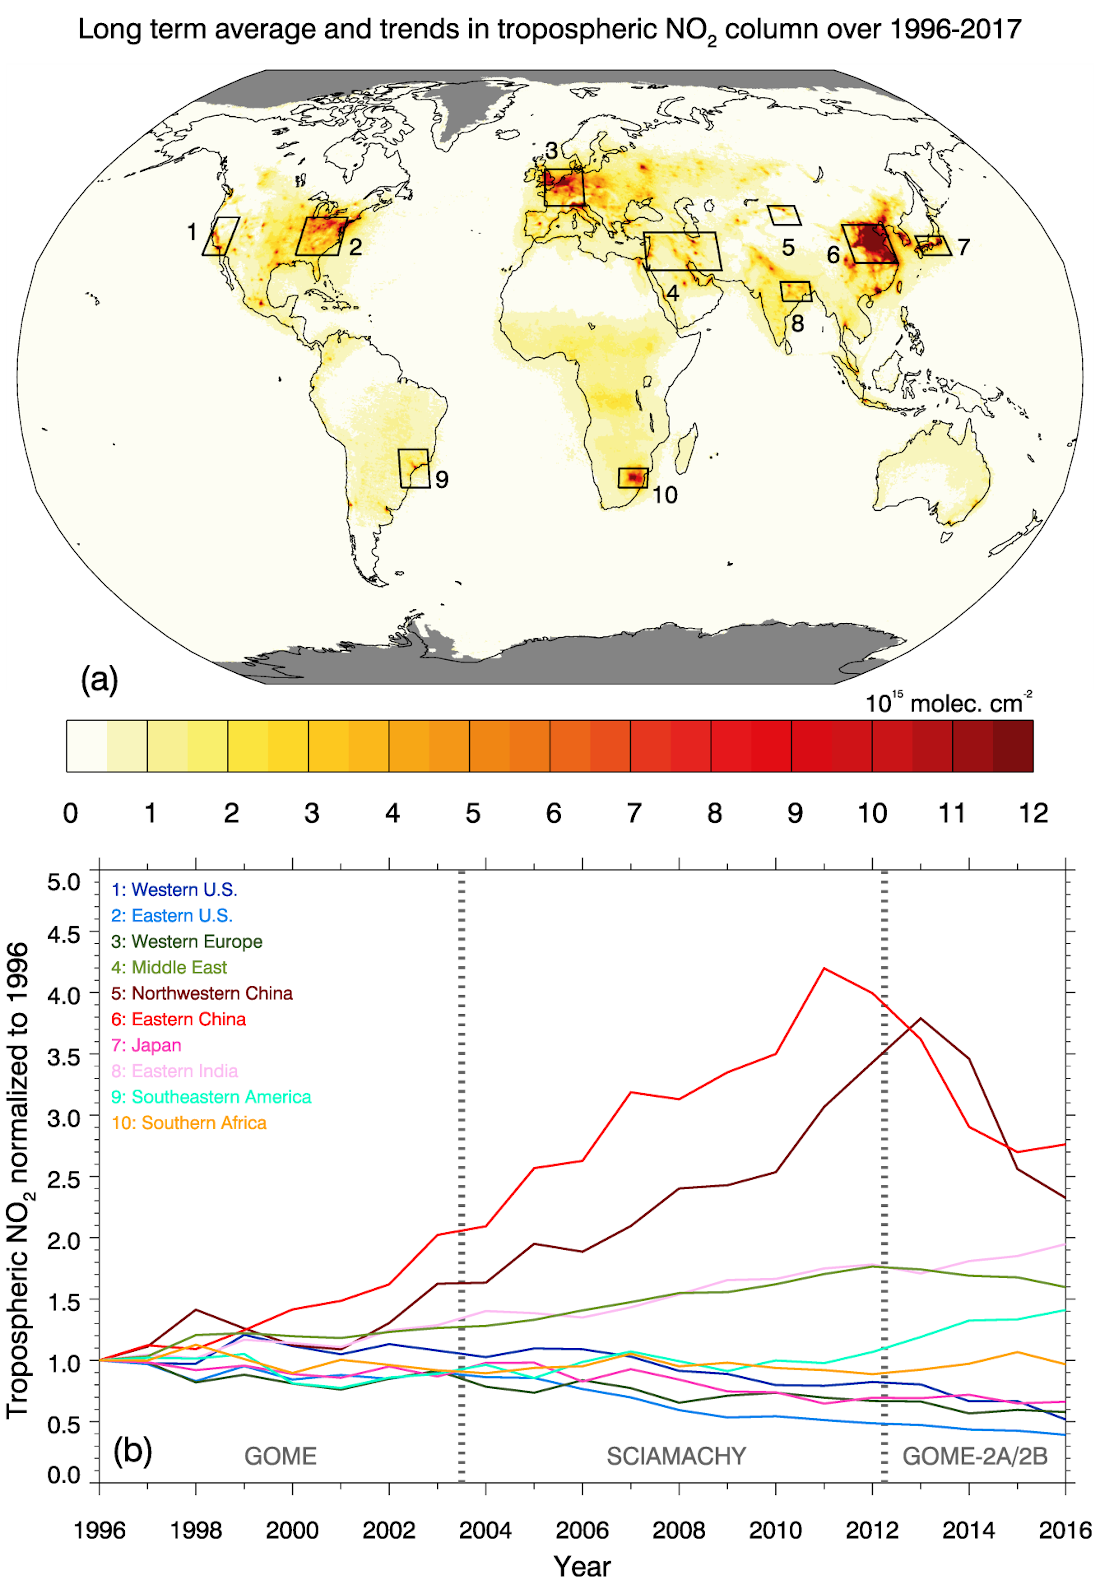 Long term average and trends in tropospheric NO₂ column over 1996-2017
3
1
2
5
6
7
4
8
9
10
(a)
10¹⁵ molec. cm⁻²
0 1 2 3 4 5 6 7 8 9 10 11 12
5.0
4.5
4.0
3.5
3.0
2.5
2.0
1.5
1.0
0.5
0.0
Tropospheric NO₂ normalized to 1996
1: Western U.S.
2: Eastern U.S.
3: Western Europe
4: Middle East
5: Northwestern China
6: Eastern China
7: Japan
8: Eastern India
9: Southeastern America
10: Southern Africa
(b)
GOME SCIAMACHY GOME-2A/2B
1996 1998 2000 2002 2004 2006 2008 2010 2012 2014 2016
Year